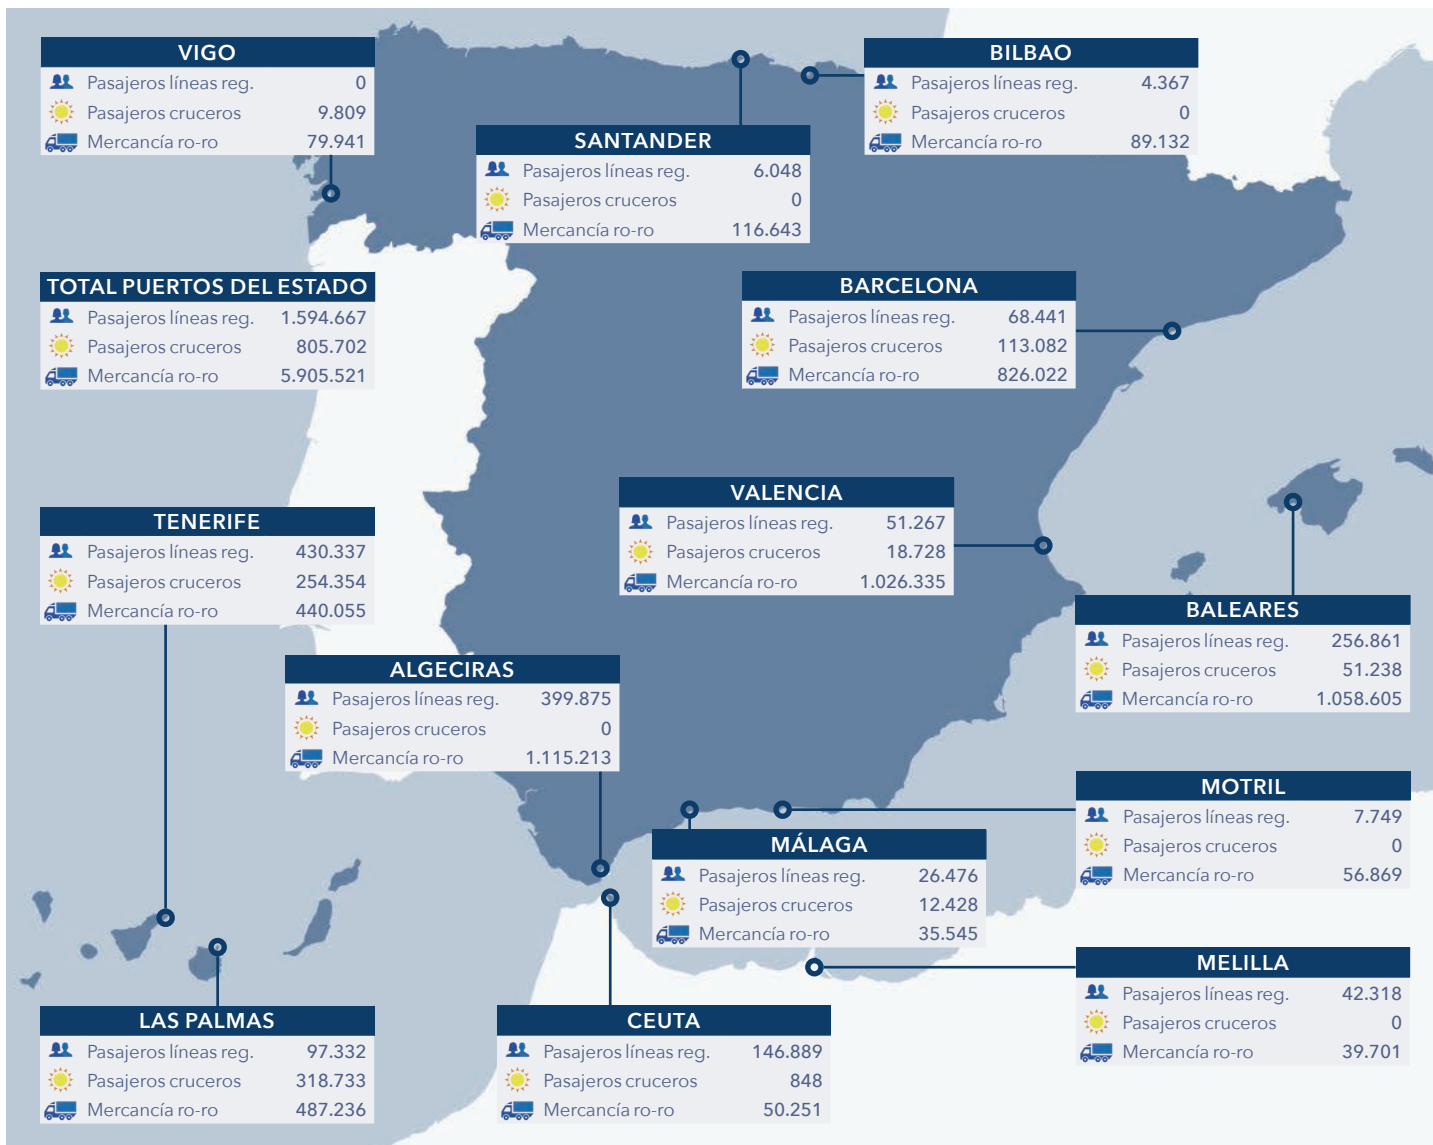 VIGO
Pasajeros líneas reg. 0
Pasajeros cruceros 9.809
Mercancía ro-ro 79.941
BILBAO
Pasajeros líneas reg. 4.367
Pasajeros cruceros 0
Mercancía ro-ro 89.132
SANTANDER
Pasajeros líneas reg. 6.048
Pasajeros cruceros 0
Mercancía ro-ro 116.643
TOTAL PUERTOS DEL ESTADO
Pasajeros líneas reg. 1.594.667
Pasajeros cruceros 805.702
Mercancía ro-ro 5.905.521
BARCELONA
Pasajeros líneas reg. 68.441
Pasajeros cruceros 113.082
Mercancía ro-ro 826.022
VALENCIA
Pasajeros líneas reg. 51.267
Pasajeros cruceros 18.728
Mercancía ro-ro 1.026.335
TENERIFE
Pasajeros líneas reg. 430.337
Pasajeros cruceros 254.354
Mercancía ro-ro 440.055
BALEARES
Pasajeros líneas reg. 256.861
Pasajeros cruceros 51.238
Mercancía ro-ro 1.058.605
ALGECIRAS
Pasajeros líneas reg. 399.875
Pasajeros cruceros 0
Mercancía ro-ro 1.115.213
MOTRIL
Pasajeros líneas reg. 7.749
Pasajeros cruceros 0
Mercancía ro-ro 56.869
MÁLAGA
Pasajeros líneas reg. 26.476
Pasajeros cruceros 12.428
Mercancía ro-ro 35.545
MELILLA
Pasajeros líneas reg. 42.318
Pasajeros cruceros 0
Mercancía ro-ro 39.701
LAS PALMAS
Pasajeros líneas reg. 97.332
Pasajeros cruceros 318.733
Mercancía ro-ro 487.236
CEUTA
Pasajeros líneas reg. 146.889
Pasajeros cruceros 848
Mercancía ro-ro 50.251